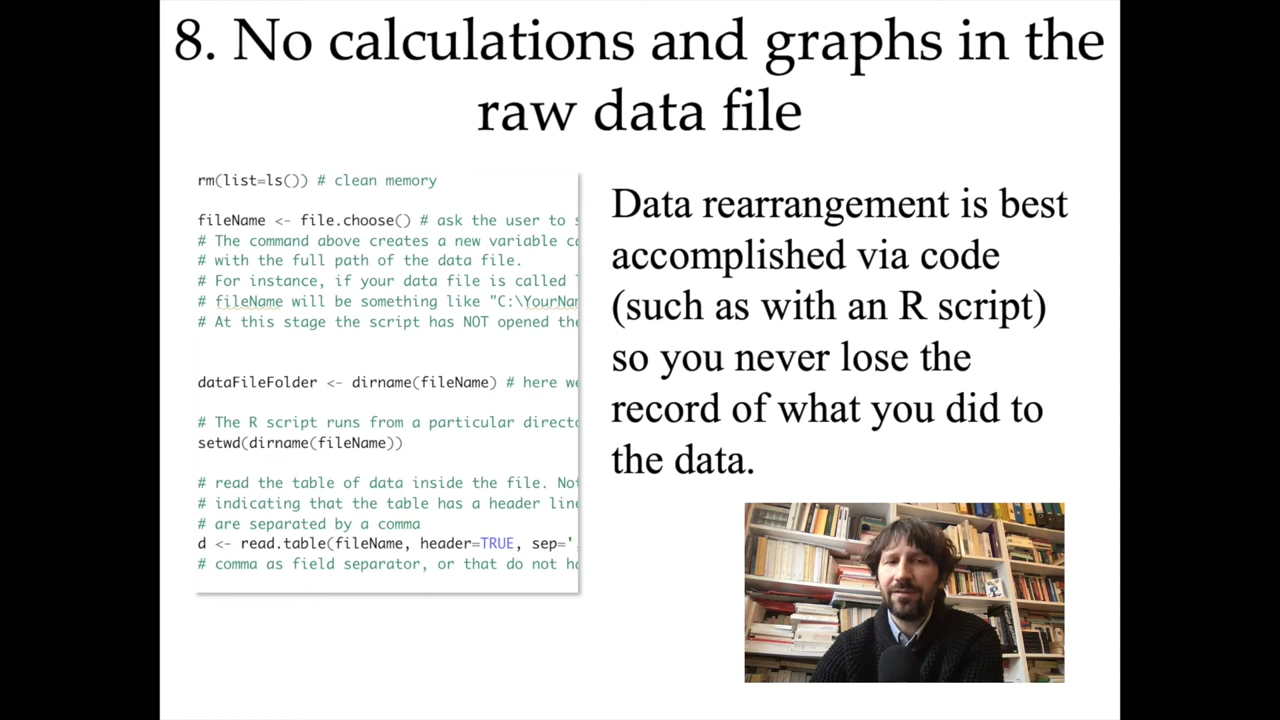 8. No calculations and graphs in the
raw data file
rm(list=ls()) # clean memory
fileName <- file.choose() # ask the user to s
# The command above creates a new variable c
# with the full path of the data file.
# For instance, if your data file is called
# fileName will be something like "C:\YourNa
# At this stage the script has NOT opened the
dataFileFolder <- dirname(fileName) # here we
# The R script runs from a particular directo
setwd(dirname(fileName))
# read the table of data inside the file. Not
# indicating that the table has a header line
# are separated by a comma
d <- read.table(fileName, header=TRUE, sep='
# comma as field separator, or that do not ha
Data rearrangement is best
accomplished via code
(such as with an R script)
so you never lose the
record of what you did to
the data.